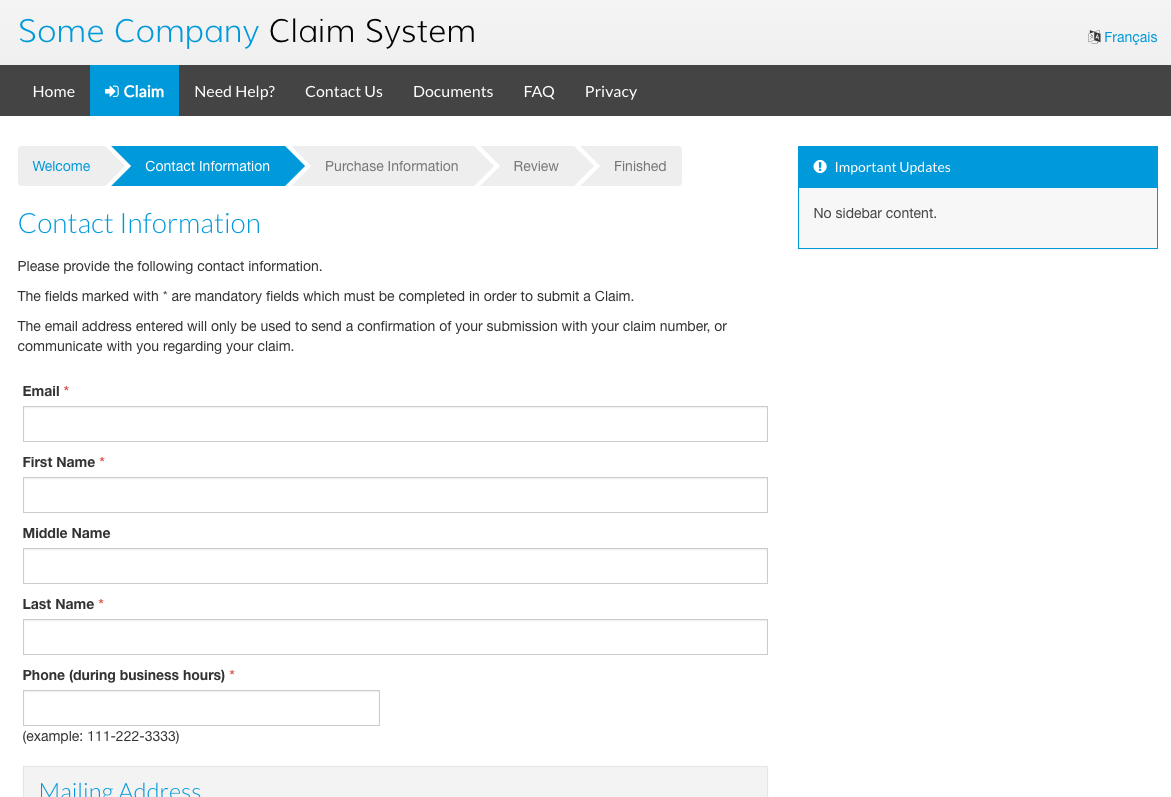 Some Company Claim System
Français
Home Claim Need Help? Contact Us Documents FAQ Privacy
Welcome Contact Information Purchase Information Review Finished
Important Updates
No sidebar content.
Contact Information
Please provide the following contact information.
The fields marked with * are mandatory fields which must be completed in order to submit a Claim.
The email address entered will only be used to send a confirmation of your submission with your claim number, or
communicate with you regarding your claim.
Email *
First Name *
Middle Name
Last Name *
Phone (during business hours) *
(example: 111-222-3333)
Mailing Address